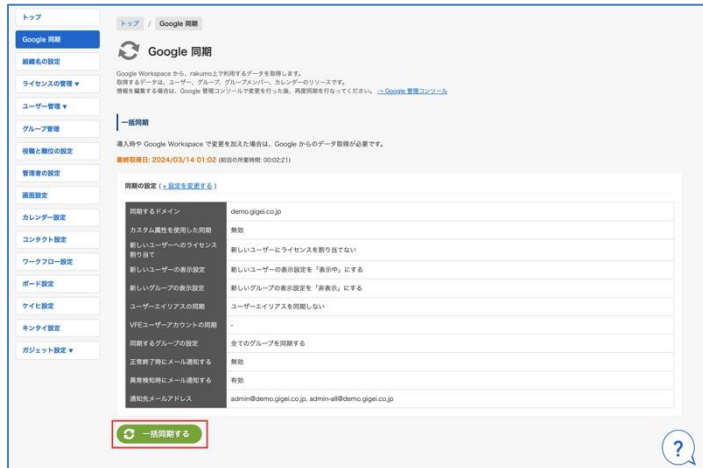 トップ
Google 同期
組織名の設定
ライセンスの管理 ▼
ユーザー管理 ▼
グループ管理
役職と職位の設定
管理者の設定
画面設定
カレンダー設定
コンタクト設定
ワークフロー設定
ボード設定
ケイヒ設定
キンタイ設定
ガジェット設定 ▼
トップ / Google 同期
Google 同期
Google Workspace から、rakumo上で利用するデータを取得します。
取得するデータは、ユーザー、グループ、グループメンバー、カレンダーのリソースです。
情報を編集する場合は、Google 管理コンソールで変更を行った後、再度同期を行なってください。 → Google 管理コンソール
一括同期
導入時や Google Workspace で変更を加えた場合は、Google からのデータ取得が必要です。
最終取得日: 2024/03/14 01:02 (前回の所要時間: 00:02:21)
同期の設定 ( + 設定を変更する )
同期するドメイン demo.gigei.co.jp
カスタム属性を使用した同期 無効
新しいユーザーへのライセンス割り当て 新しいユーザーにライセンスを割り当てない
新しいユーザーの表示設定 新しいユーザーの表示設定を「表示中」にする
新しいグループの表示設定 新しいグループの表示設定を「非表示」にする
ユーザーエイリアスの同期 ユーザーエイリアスを同期しない
VFEユーザーアカウントの同期 -
同期するグループの設定 全てのグループを同期する
正常終了時にメール通知する 無効
異常検知時にメール通知する 有効
通知先メールアドレス admin@demo.gigei.co.jp, admin-all@demo.gigei.co.jp
一括同期する
?